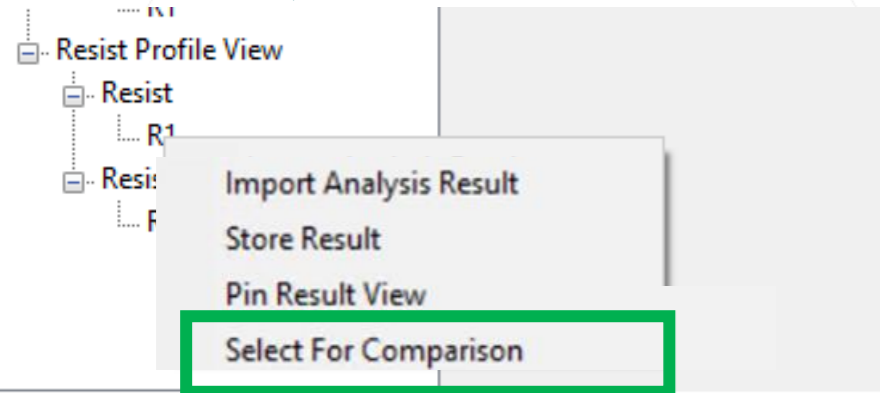 Resist Profile View
Resist
R1
Import Analysis Result
Store Result
Pin Result View
Select For Comparison